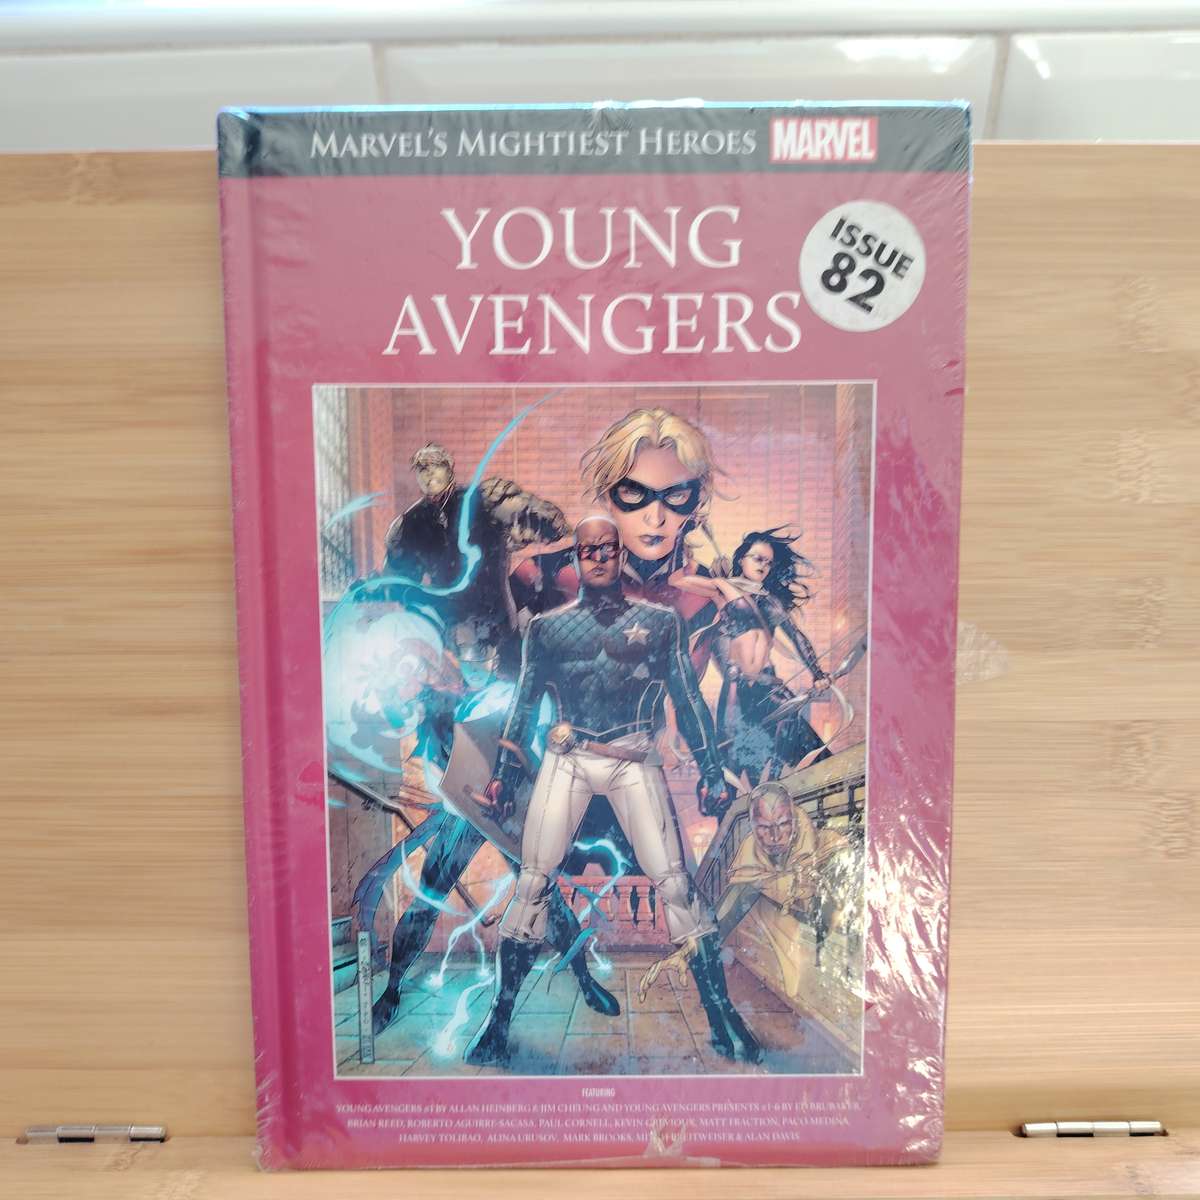 MARVEL'S MIGHTIEST HEROES MARVEL
YOUNG
AVENGERS
ISSUE
82
FEATURING
YOUNG AVENGERS #1 BY ALLAN HEINBERG & JIM CHEUNG AND YOUNG AVENGERS PRESENTS #1-6 BY ED BRUBAKER,
BRIAN REED, ROBERTO AGUIRRE-SACASA, PAUL CORNELL, KEVIN GREVIOUX, MATT FRACTION, PACO MEDINA,
HARVEY TOLIBAO, ALINA URUSOV, MARK BROOKS, & ALAN DAVIS